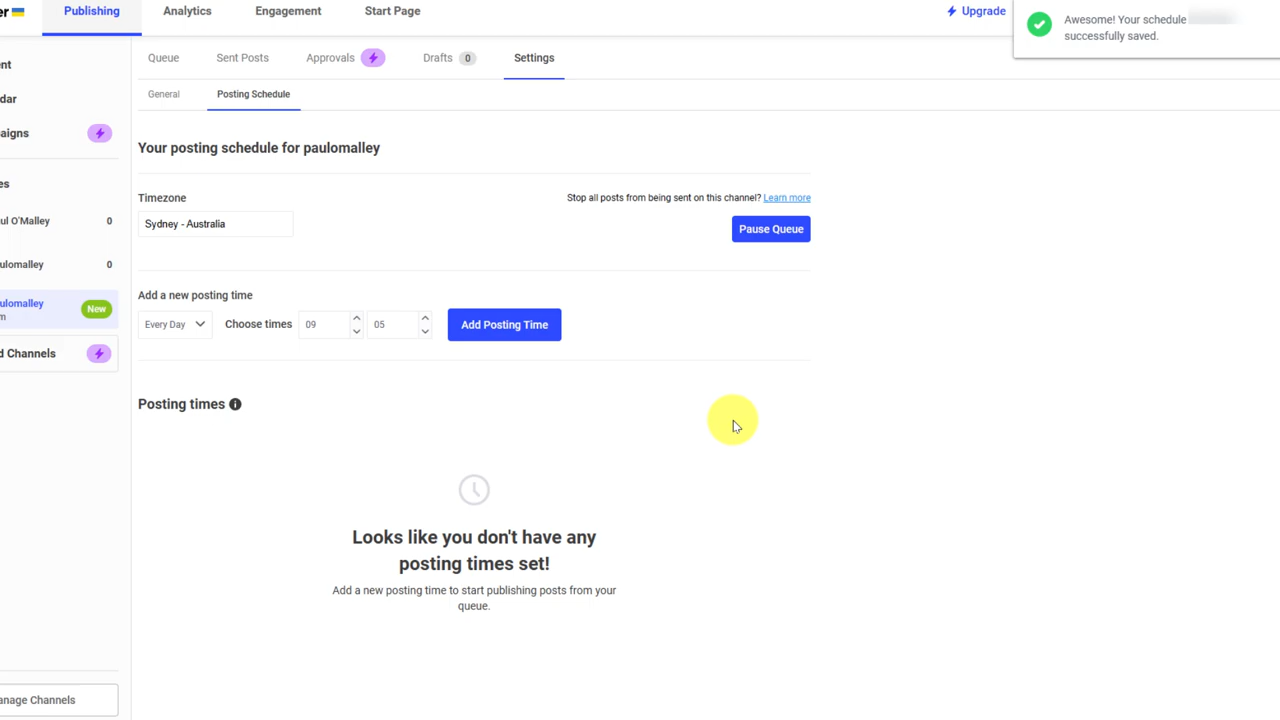 er
Publishing
Analytics
Engagement
Start Page
Upgrade
Awesome! Your schedule
successfully saved.
nt
Queue
Sent Posts
Approvals
Drafts 0
Settings
dar
General
Posting Schedule
aigns
Your posting schedule for paulomalley
es
Timezone
Stop all posts from being sent on this channel? Learn more
ul O'Malley 0
Sydney - Australia
Pause Queue
ulomalley 0
Add a new posting time
ulomalley
m
New
Every Day
Choose times 09 05
Add Posting Time
d Channels
Posting times
Looks like you don't have any
posting times set!
Add a new posting time to start publishing posts from your
queue.
anage Channels